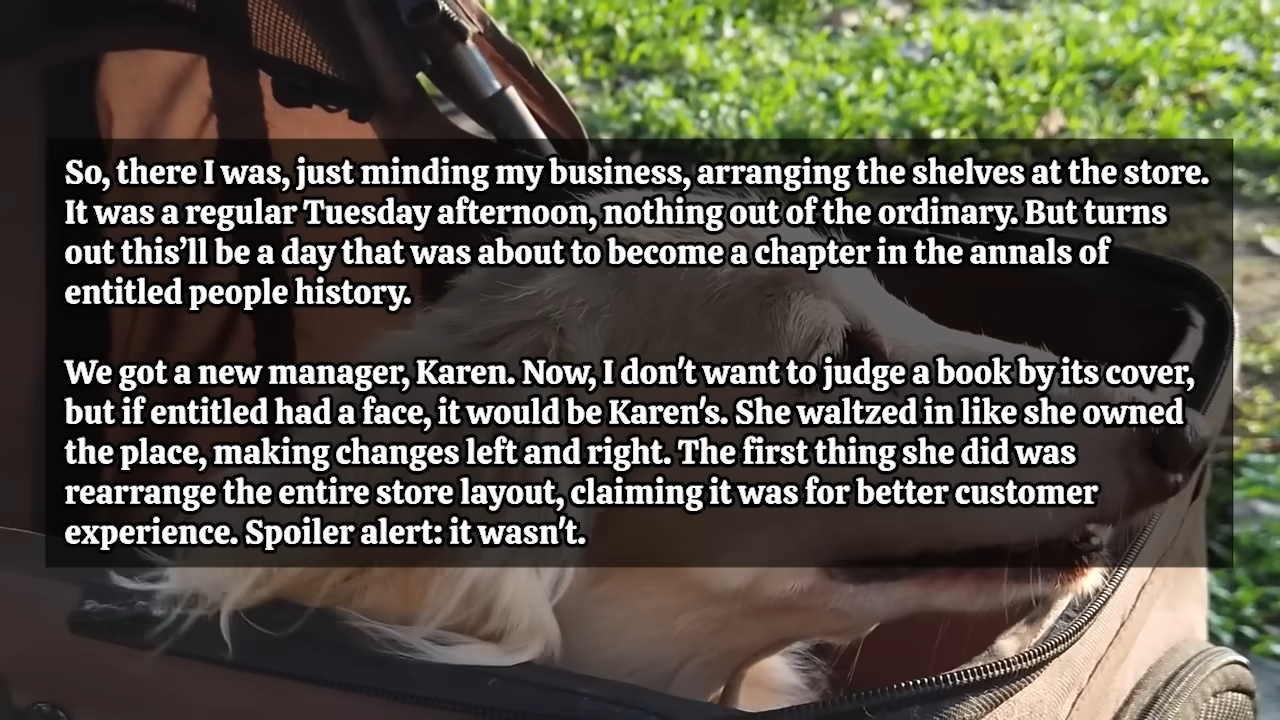 So, there I was, just minding my business, arranging the shelves at the store.
It was a regular Tuesday afternoon, nothing out of the ordinary. But turns
out this’ll be a day that was about to become a chapter in the annals of
entitled people history.
We got a new manager, Karen. Now, I don't want to judge a book by its cover,
but if entitled had a face, it would be Karen's. She waltzed in like she owned
the place, making changes left and right. The first thing she did was
rearrange the entire store layout, claiming it was for better customer
experience. Spoiler alert: it wasn't.